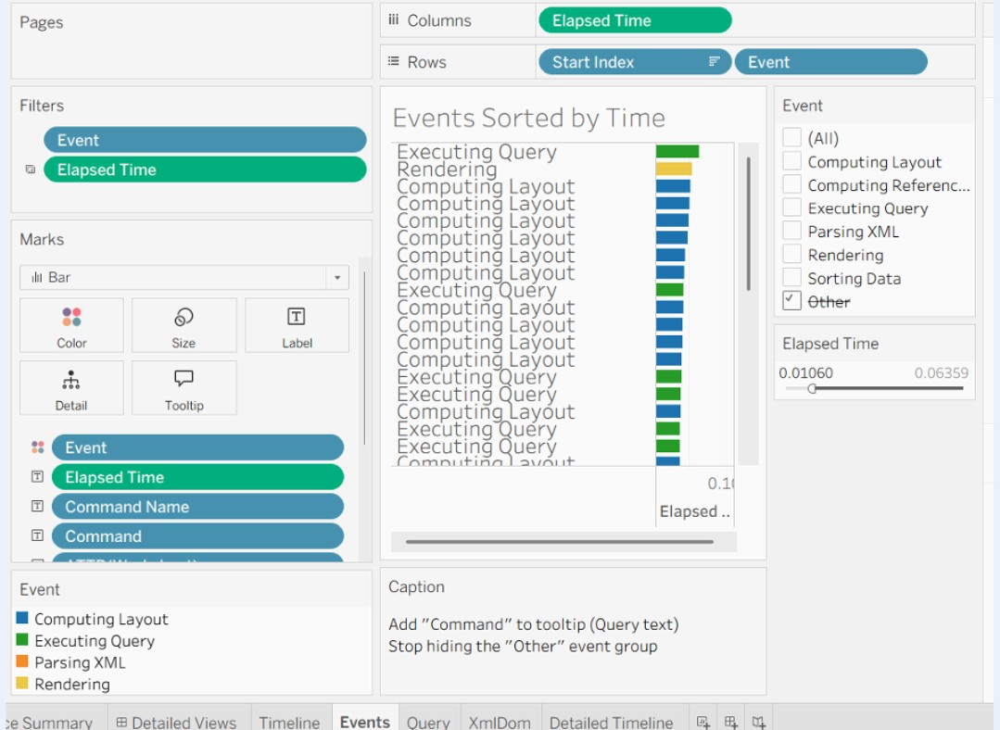 Pages
iii Columns
Elapsed Time
Rows
Start Index
Event
Filters
Event
Elapsed Time
Marks
Bar
Color
Size
Label
Detail
Tooltip
Event
Elapsed Time
Command Name
Command
Event
Computing Layout
Executing Query
Parsing XML
Rendering
Events Sorted by Time
Executing Query
Rendering
Computing Layout
Computing Layout
Computing Layout
Computing Layout
Computing Layout
Computing Layout
Executing Query
Computing Layout
Computing Layout
Computing Layout
Computing Layout
Executing Query
Executing Query
Computing Layout
Executing Query
Executing Query
Computing Layout
0.10
Elapsed ..
Caption
Add "Command" to tooltip (Query text)
Stop hiding the "Other" event group
Event
(All)
Computing Layout
Computing Referenc...
Executing Query
Parsing XML
Rendering
Sorting Data
Other
Elapsed Time
0.01060 0.06359
ce Summary
Detailed Views
Timeline
Events
Query
XmlDom
Detailed Timeline